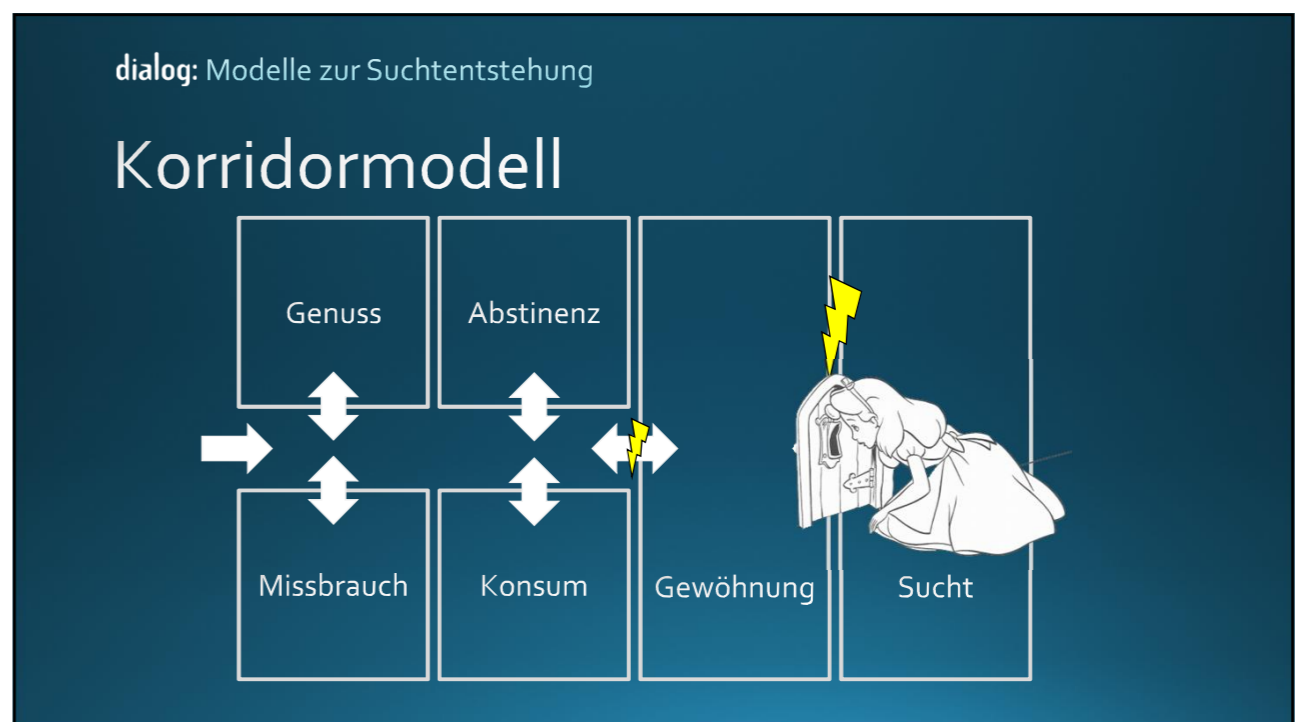 dialog: Modelle zur Suchtentstehung
Korridormodell
Genuss
Abstinenz
Missbrauch
Konsum
Gewöhnung
Sucht